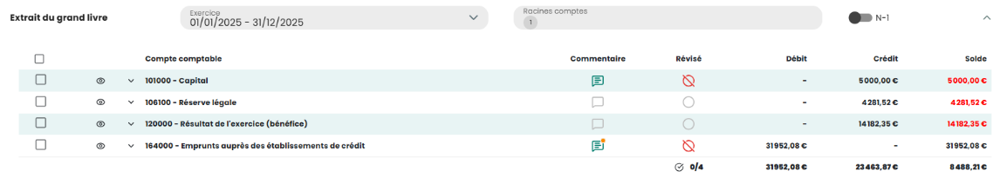 Extrait du grand livre
Exercice
01/01/2025 - 31/12/2025
Racines comptes
1
N-1
Compte comptable Commentaire Révisé Débit Crédit Solde
101000 - Capital - 5 000,00 € 5 000,00 €
106100 - Réserve légale - 4 281,52 € 4 281,52 €
120000 - Résultat de l'exercice (bénéfice) - 14 182,35 € 14 182,35 €
164000 - Emprunts auprès des établissements de crédit 31 952,08 € - 31 952,08 €
0/4 31 952,08 € 23 463,87 € 8 488,21 €